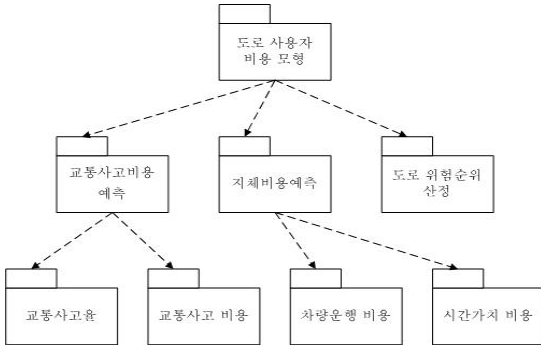 도로 사용자
비용 모형
교통사고비용
예측
지체비용예측
도로 위험순위
산정
교통사고율
교통사고 비용
차량운행 비용
시간가치 비용